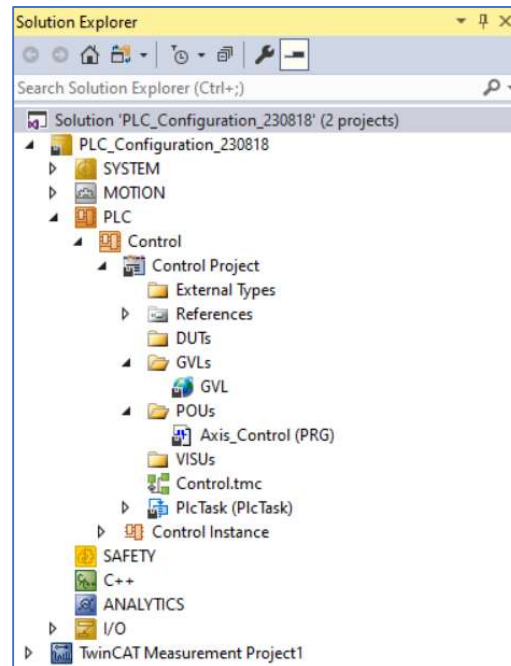 Solution Explorer
Search Solution Explorer (Ctrl+;)
Solution 'PLC_Configuration_230818' (2 projects)
PLC_Configuration_230818
SYSTEM
MOTION
PLC
Control
Control Project
External Types
References
DUTs
GVLs
GVL
POUs
Axis_Control (PRG)
VISUs
Control.tmc
PlcTask (PlcTask)
Control Instance
SAFETY
C++
ANALYTICS
I/O
TwinCAT Measurement Project1